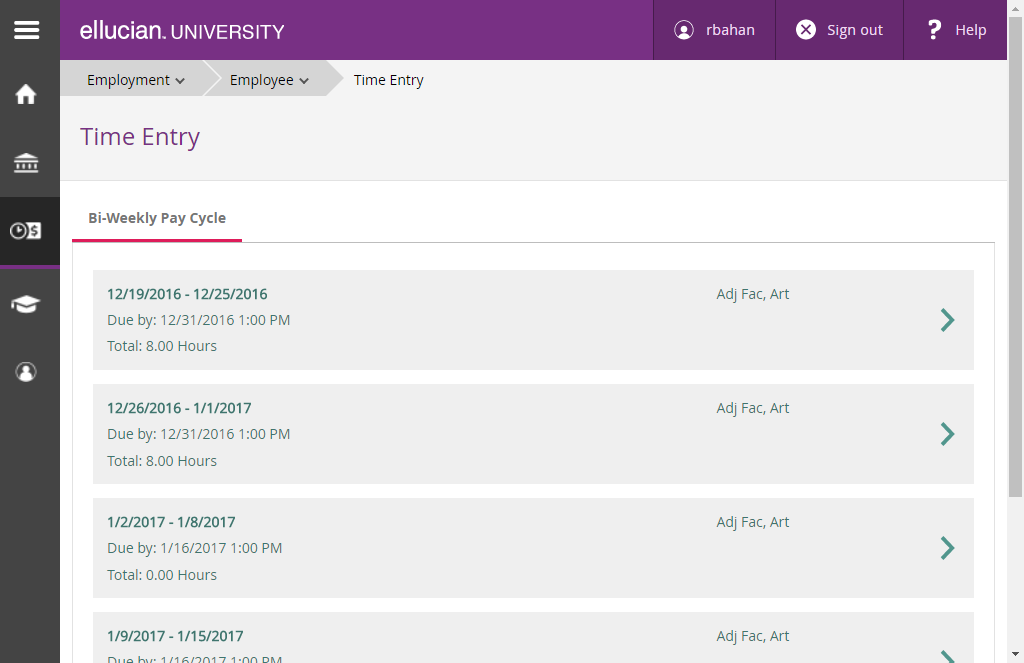 ellucian. UNIVERSITY
rbahan
Sign out
? Help
Employment
Employee
Time Entry
Time Entry
Bi-Weekly Pay Cycle
12/19/2016 - 12/25/2016
Adj Fac, Art
Due by: 12/31/2016 1:00 PM
Total: 8.00 Hours
12/26/2016 - 1/1/2017
Adj Fac, Art
Due by: 12/31/2016 1:00 PM
Total: 8.00 Hours
1/2/2017 - 1/8/2017
Adj Fac, Art
Due by: 1/16/2017 1:00 PM
Total: 0.00 Hours
1/9/2017 - 1/15/2017
Adj Fac, Art
Due by: 1/16/2017 1:00 PM